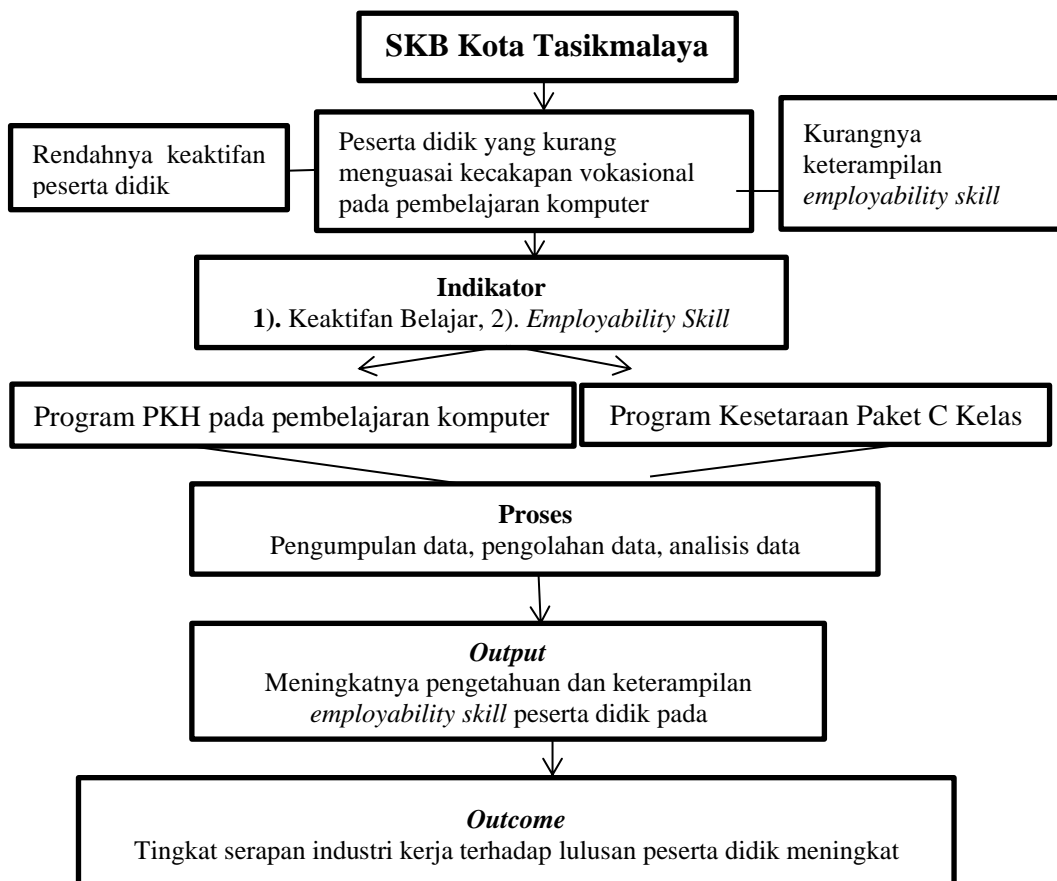 SKB Kota Tasikmalaya
Rendahnya keaktifan
peserta didik
Peserta didik yang kurang
menguasai kecakapan vokasional
pada pembelajaran komputer
Kurangnya
keterampilan
employability skill
Indikator
1). Keaktifan Belajar, 2). Employability Skill
Program PKH pada pembelajaran komputer
Program Kesetaraan Paket C Kelas
Proses
Pengumpulan data, pengolahan data, analisis data
Output
Meningkatnya pengetahuan dan keterampilan
employability skill peserta didik pada
Outcome
Tingkat serapan industri kerja terhadap lulusan peserta didik meningkat